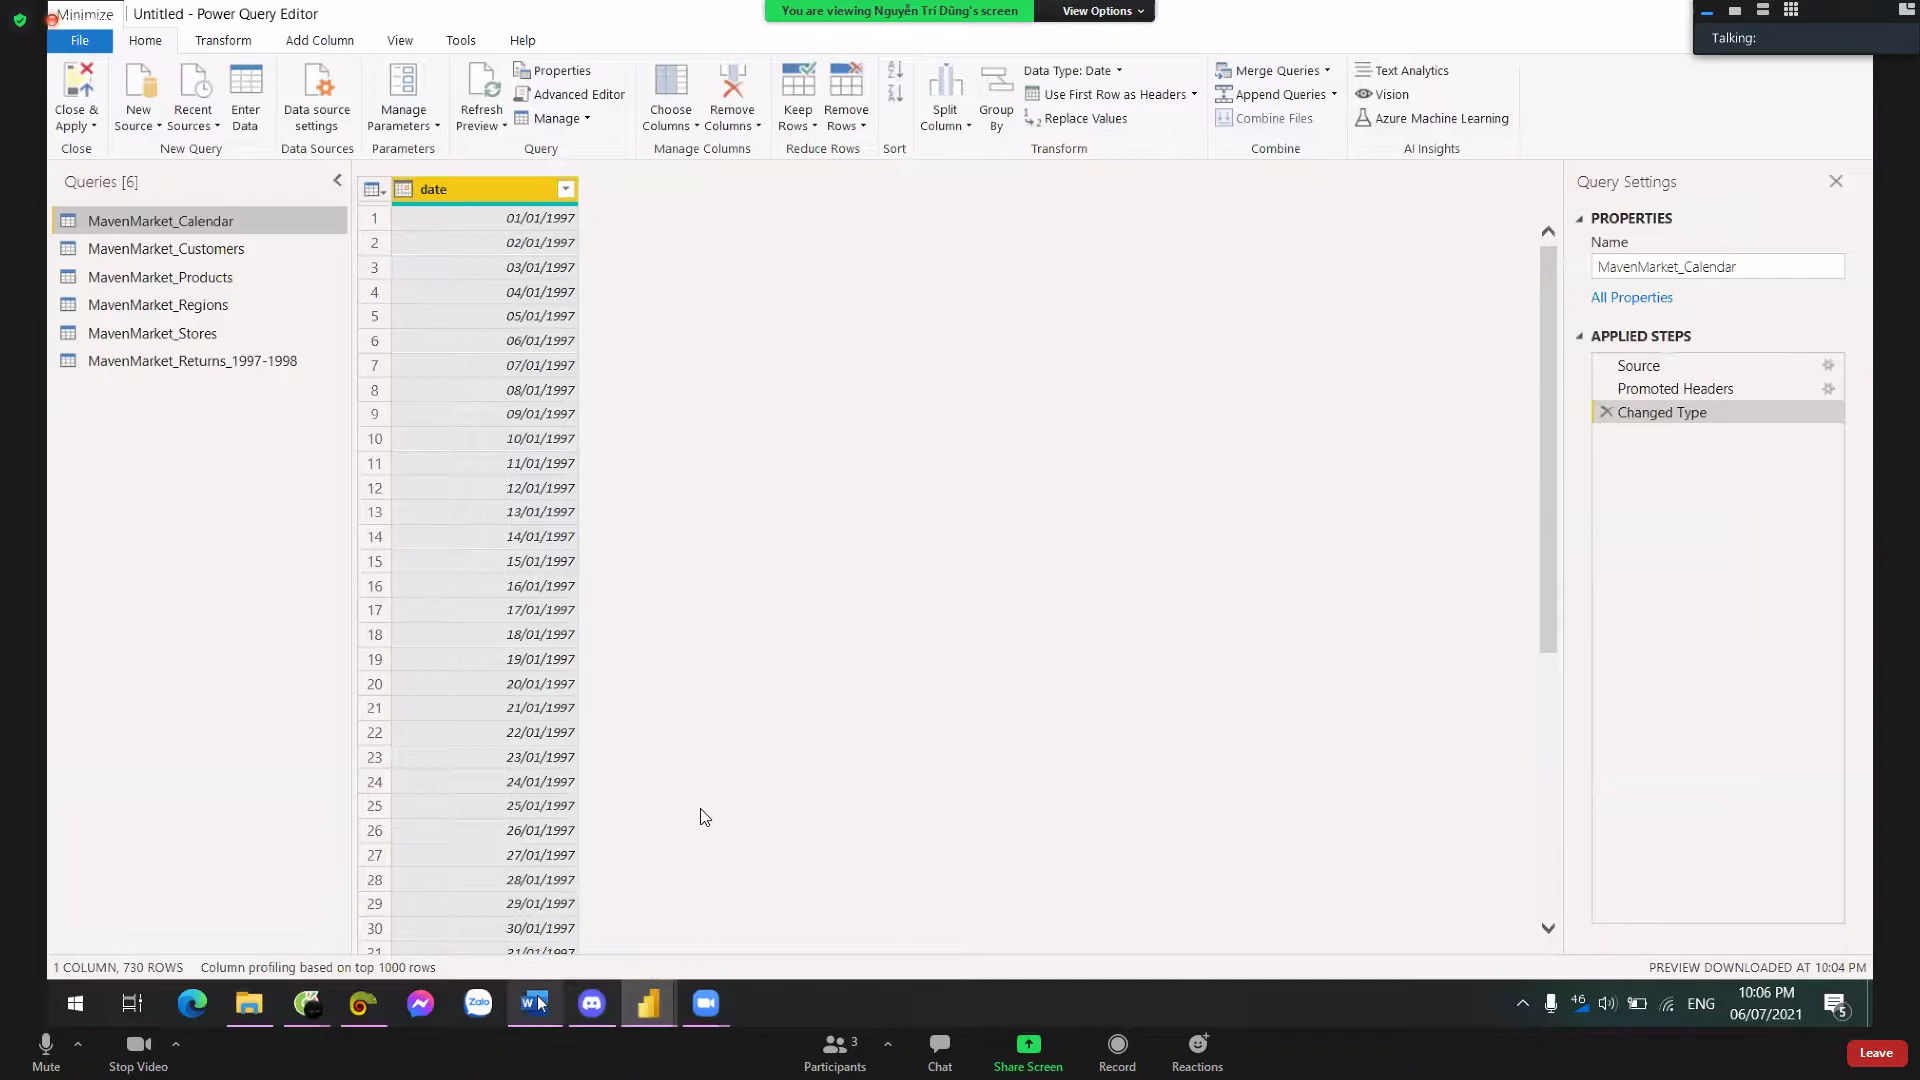 Minimize
Untitled - Power Query Editor
You are viewing Nguyễn Trí Dũng's screen
View Options
Talking:
File
Home
Transform
Add Column
View
Tools
Help
Close & Apply
New Source
Recent Sources
Enter Data
Data source settings
Manage Parameters
Refresh Preview
Properties
Advanced Editor
Manage
Choose Columns
Remove Columns
Keep Rows
Remove Rows
Split Column
Group By
Data Type: Date
Use First Row as Headers
Replace Values
Merge Queries
Append Queries
Combine Files
Text Analytics
Vision
Azure Machine Learning
Close
New Query
Data Sources
Parameters
Query
Manage Columns
Reduce Rows
Sort
Transform
Combine
AI Insights
Queries [6]
MavenMarket_Calendar
MavenMarket_Customers
MavenMarket_Products
MavenMarket_Regions
MavenMarket_Stores
MavenMarket_Returns_1997-1998
date
1 01/01/1997
2 02/01/1997
3 03/01/1997
4 04/01/1997
5 05/01/1997
6 06/01/1997
7 07/01/1997
8 08/01/1997
9 09/01/1997
10 10/01/1997
11 11/01/1997
12 12/01/1997
13 13/01/1997
14 14/01/1997
15 15/01/1997
16 16/01/1997
17 17/01/1997
18 18/01/1997
19 19/01/1997
20 20/01/1997
21 21/01/1997
22 22/01/1997
23 23/01/1997
24 24/01/1997
25 25/01/1997
26 26/01/1997
27 27/01/1997
28 28/01/1997
29 29/01/1997
30 30/01/1997
31 31/01/1997
Query Settings
PROPERTIES
Name
MavenMarket_Calendar
All Properties
APPLIED STEPS
Source
Promoted Headers
Changed Type
1 COLUMN, 730 ROWS
Column profiling based on top 1000 rows
PREVIEW DOWNLOADED AT 10:04 PM
Zalo
W
46
ENG
10:06 PM
06/07/2021
5
Mute
Stop Video
3
Participants
Chat
Share Screen
Record
Reactions
Leave